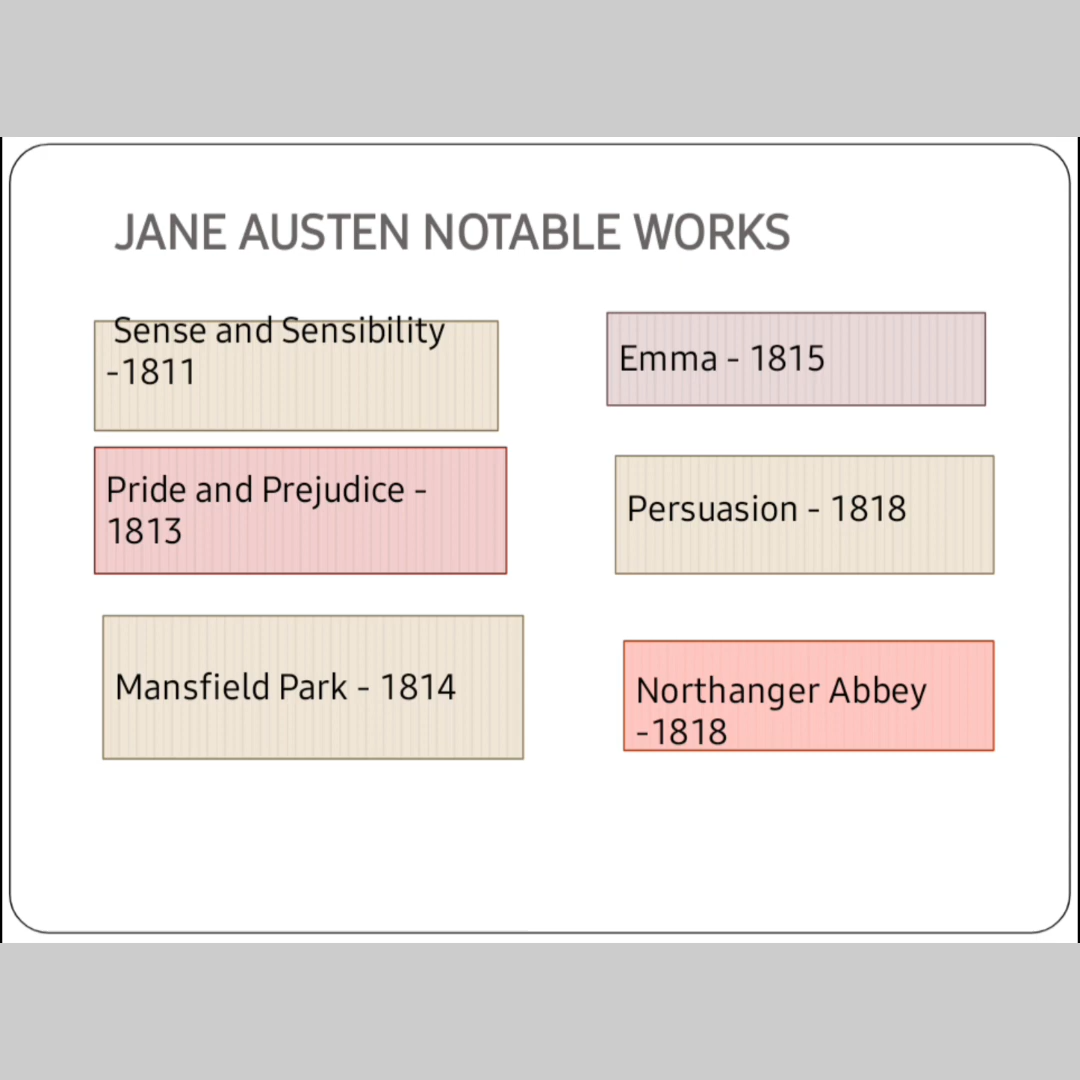 JANE AUSTEN NOTABLE WORKS
Sense and Sensibility
-1811
Pride and Prejudice -
1813
Mansfield Park - 1814
Emma - 1815
Persuasion - 1818
Northanger Abbey
-1818